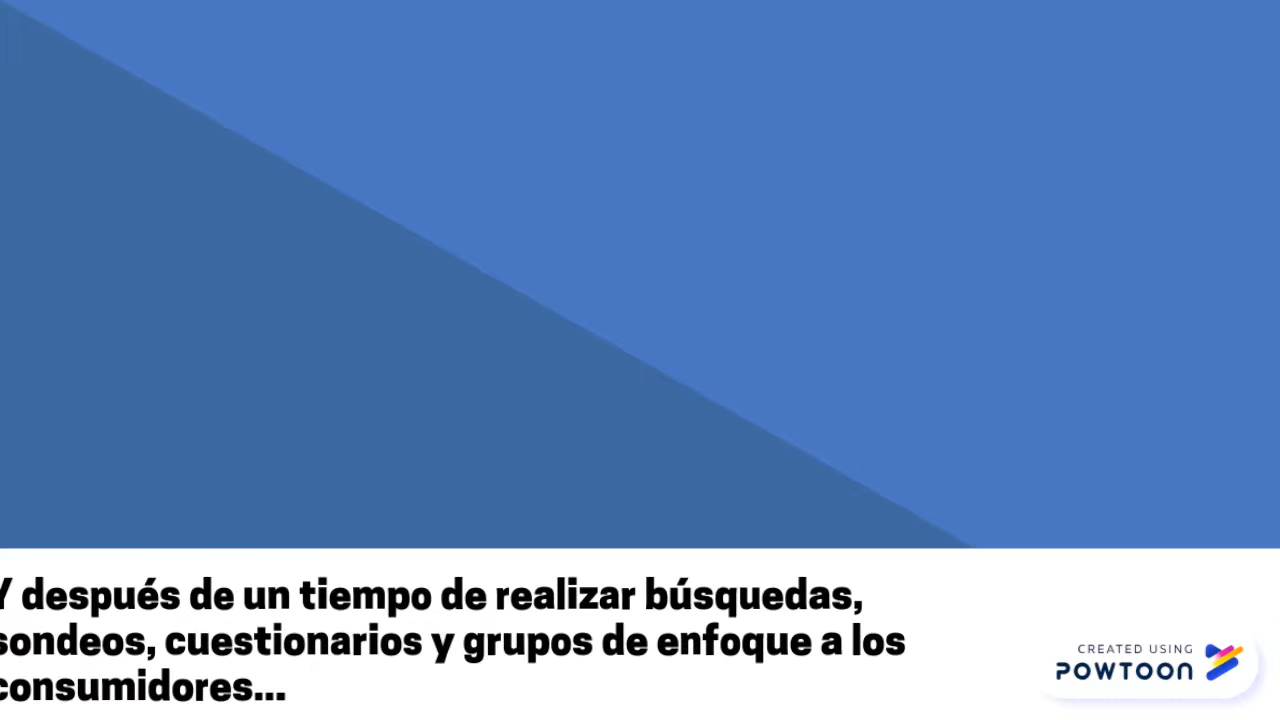 Y después de un tiempo de realizar búsquedas,
sondeos, cuestionarios y grupos de enfoque a los
consumidores...
CREATED USING
POWTOON